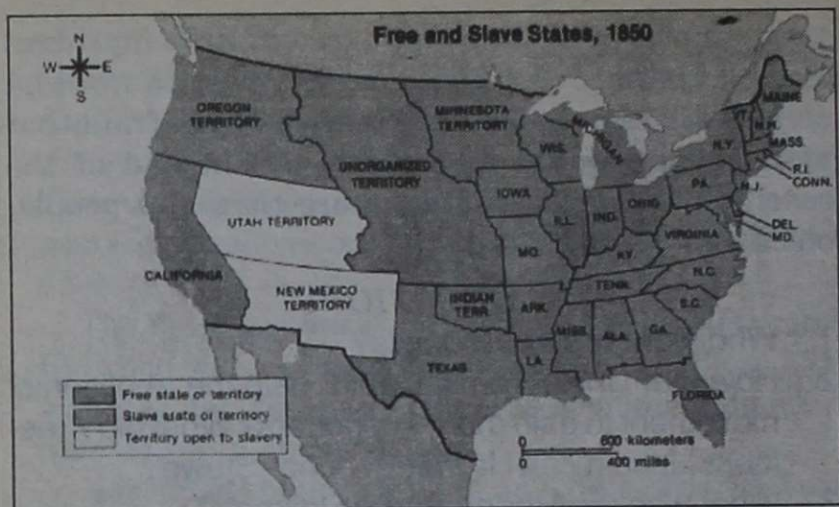 Free and Slave States, 1850
N
W E
S
OREGON
TERRITORY
MINNESOTA
TERRITORY
UNORGANIZED
TERRITORY
UTAH TERRITORY
NEW MEXICO
TERRITORY
CALIFORNIA
INDIAN
TERR.
TEXAS
WIS.
MICHIGAN
IOWA
ILL.
IND.
OHIO
MO.
KY.
ARK.
TENN.
LA.
MISS.
ALA.
GA.
FLORIDA
S.C.
N.C.
VIRGINIA
PA.
N.Y.
N.H.
MAINE
MASS.
R.I.
CONN.
N.J.
DEL.
MD.
Free state or territory
Slave state or territory
Territory open to slavery
0 600 kilometers
0 400 miles